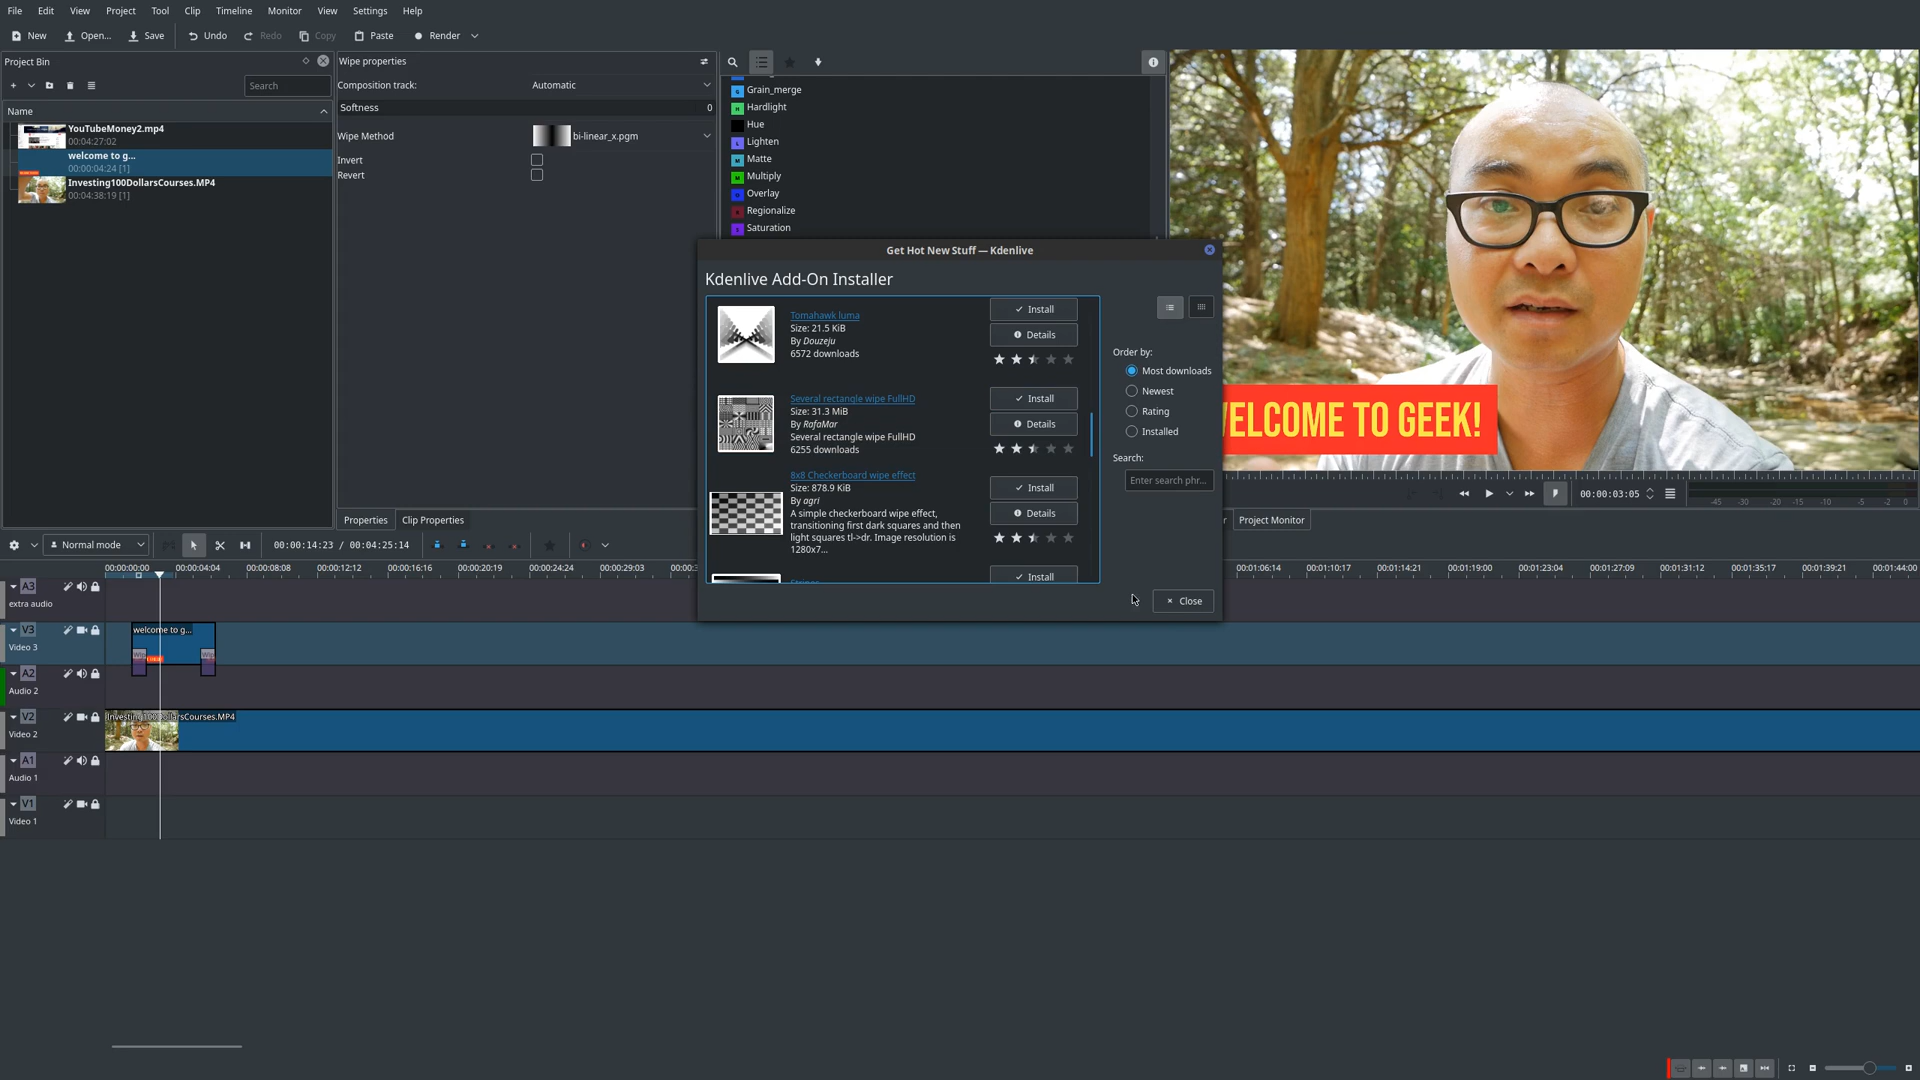 File Edit View Project Tool Clip Timeline Monitor View Settings Help
New Open... Save Undo Redo Copy Paste Render
Project Bin
Search
Name
YouTubeMoney2.mp4
00:04:27:02
welcome to g...
00:00:04:24 [1]
Investing100DollarsCourses.MP4
00:04:38:19 [1]
Wipe properties
Composition track: Automatic
Softness 0
Wipe Method bi-linear_x.pgm
Invert
Revert
Properties Clip Properties
Grain_merge
Hardlight
Hue
Lighten
Matte
Multiply
Overlay
Regionalize
Saturation
Get Hot New Stuff — Kdenlive
Kdenlive Add-On Installer
Tomahawk luma
Size: 21.5 KiB
By Douzeju
6572 downloads
Install
Details
Several rectangle wipe FullHD
Size: 31.3 MiB
By RafaMar
Several rectangle wipe FullHD
6255 downloads
Install
Details
8x8 Checkerboard wipe effect
Size: 878.9 KiB
By agri
A simple checkerboard wipe effect,
transitioning first dark squares and then
light squares tl->dr. Image resolution is
1280x7...
Install
Details
Install
Order by:
Most downloads
Newest
Rating
Installed
Search:
Enter search phr...
Close
WELCOME TO GEEK!
00:00:03:05
-45 -30 -20 -15 -10 -5 -2 0
Project Monitor
Normal mode
00:00:14:23 / 00:04:25:14
00:00:00:00 00:00:04:04 00:00:08:08 00:00:12:12 00:00:16:16 00:00:20:19 00:00:24:24 00:00:29:03 00:01:06:14 00:01:10:17 00:01:14:21 00:01:19:00 00:01:23:04 00:01:27:09 00:01:31:12 00:01:35:17 00:01:39:21 00:01:44:00
A3
extra audio
V3
Video 3
welcome to g...
A2
Audio 2
V2
Video 2
Investing100DollarsCourses.MP4
A1
Audio 1
V1
Video 1